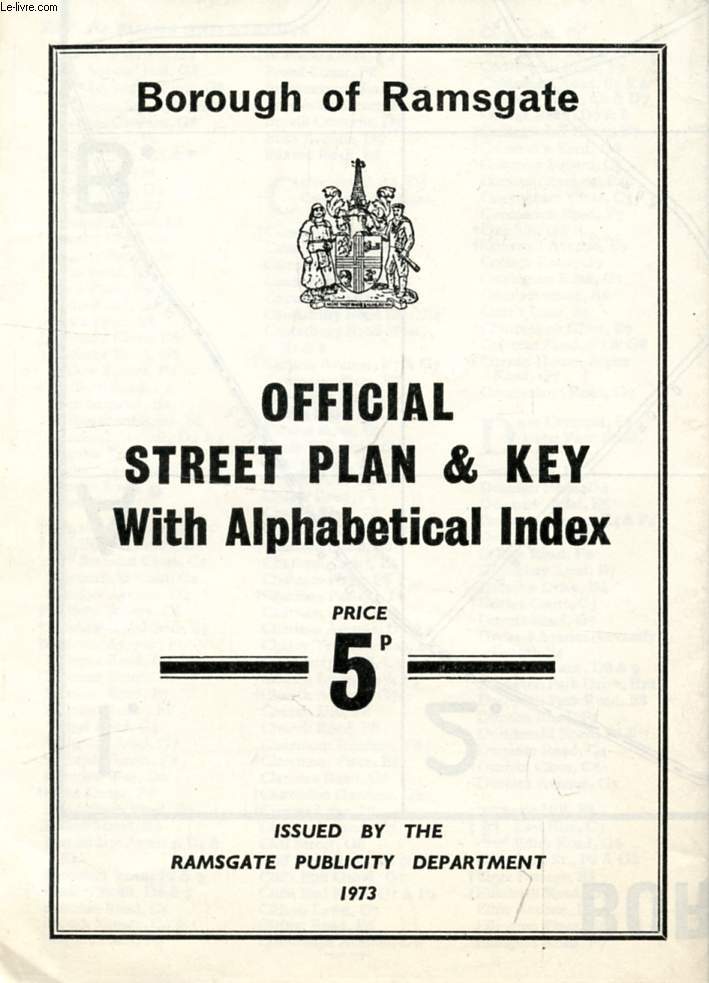 Le-livre.com
Borough of Ramsgate
OFFICIAL
STREET PLAN & KEY
With Alphabetical Index
PRICE
5P
ISSUED BY THE
RAMSGATE PUBLICITY DEPARTMENT
1973